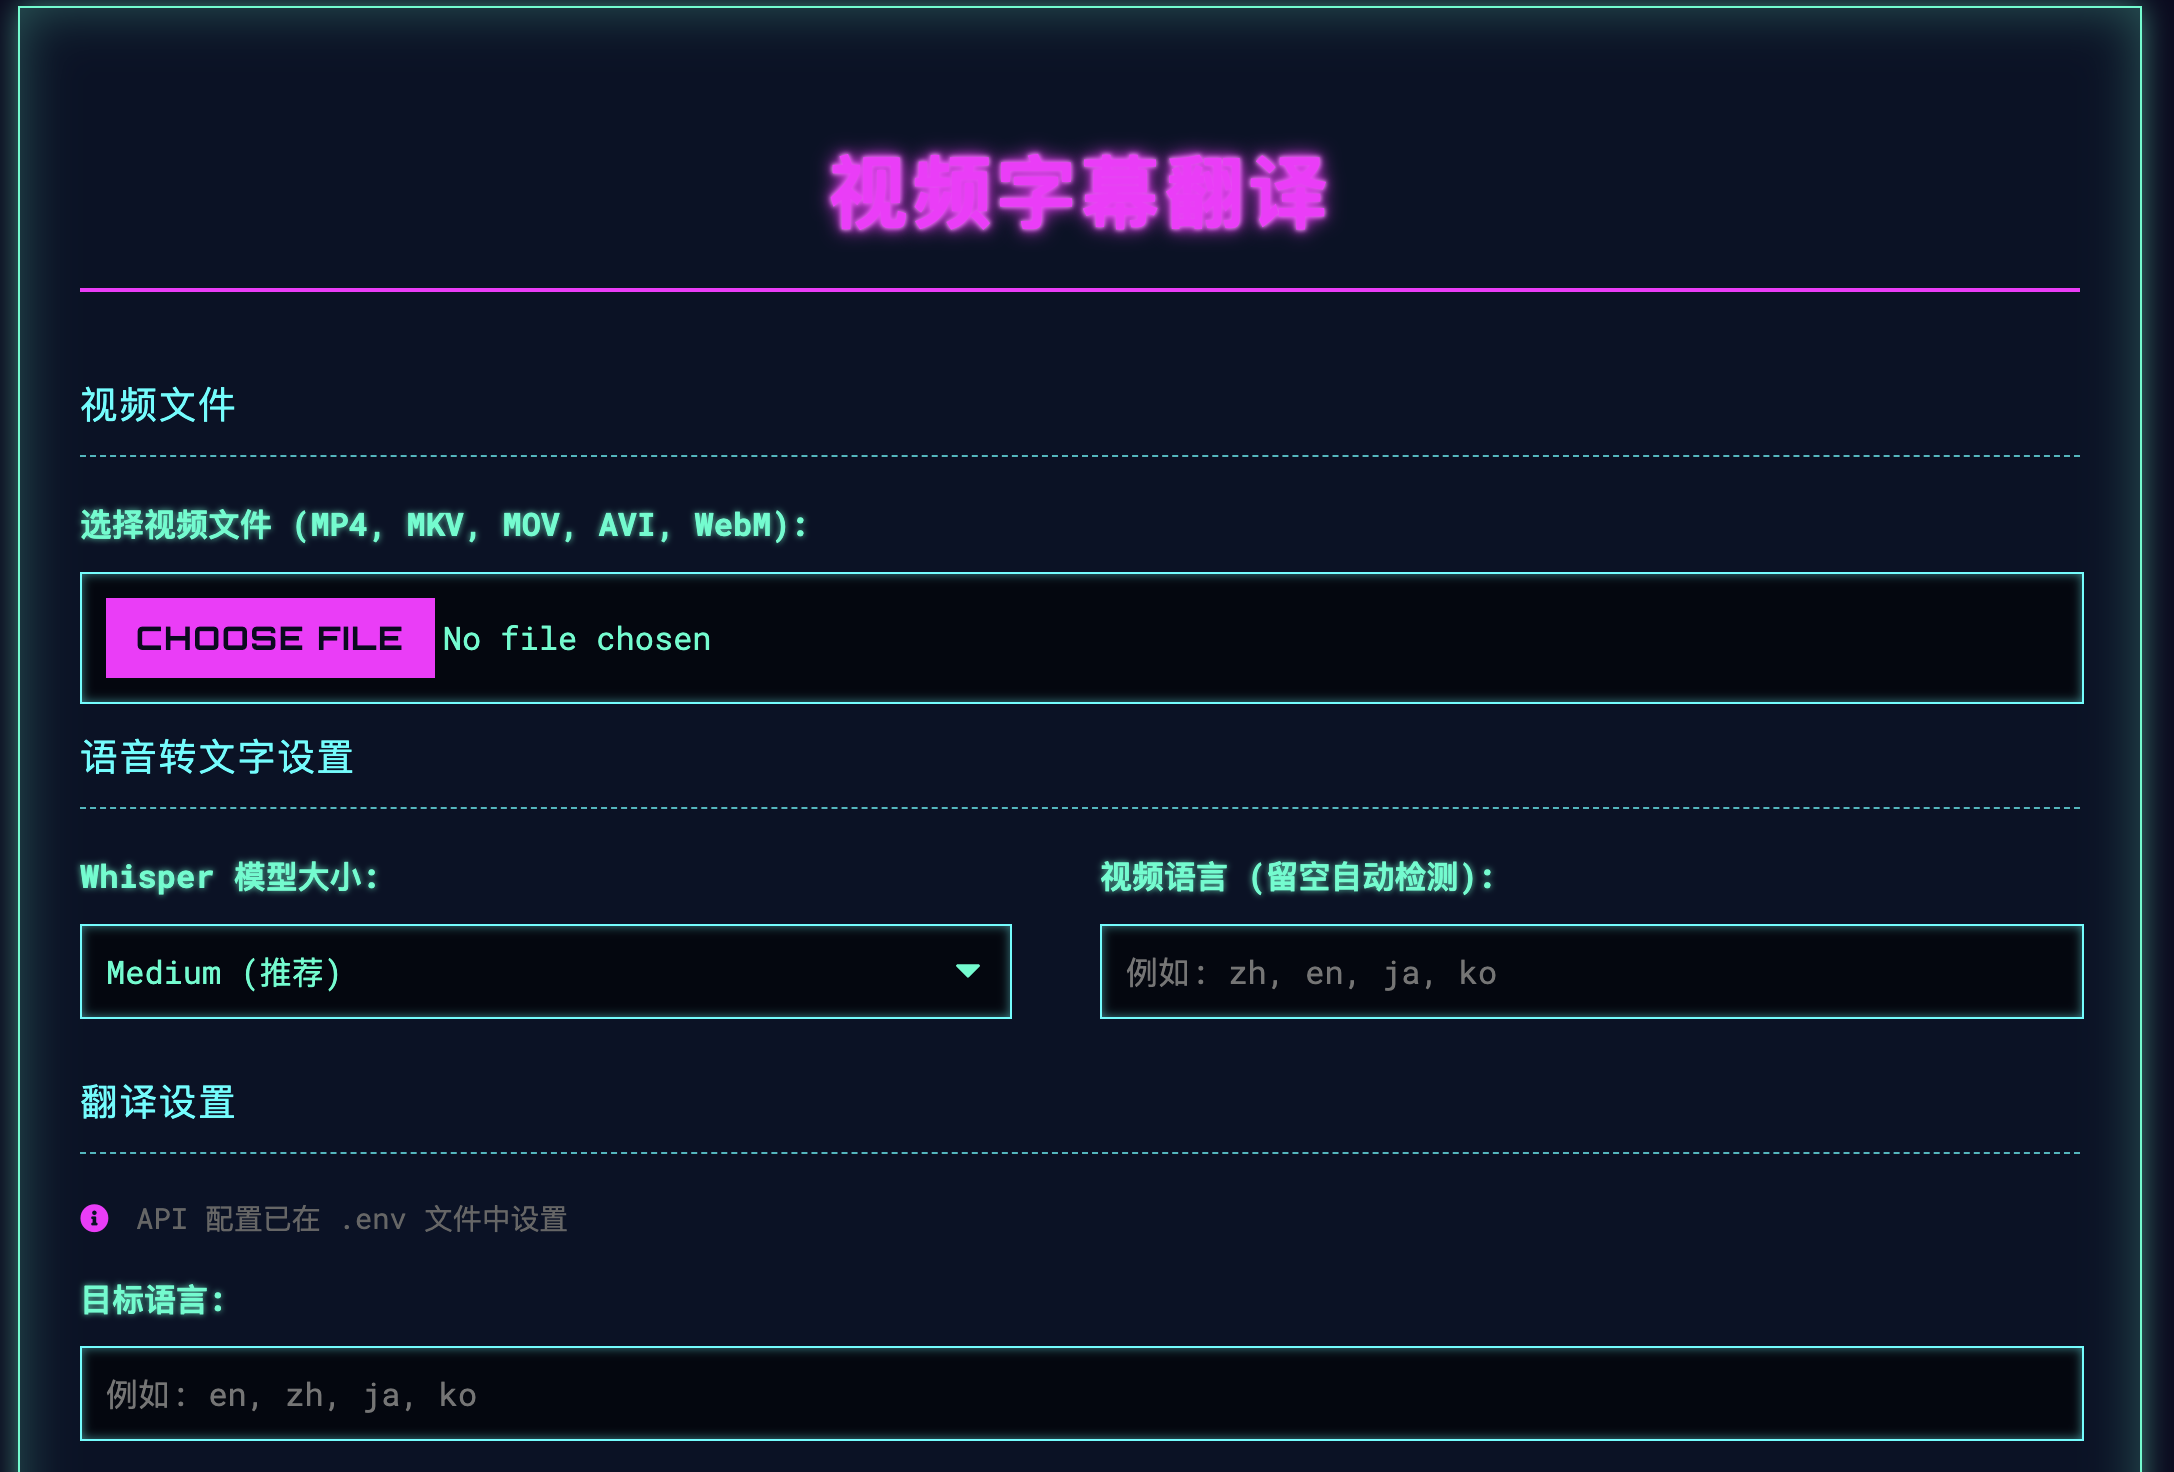 视频字幕翻译
视频文件
选择视频文件 (MP4, MKV, MOV, AVI, WebM):
CHOOSE FILE No file chosen
语音转文字设置
Whisper 模型大小:
视频语言 (留空自动检测):
Medium (推荐)
例如: zh, en, ja, ko
翻译设置
API 配置已在 .env 文件中设置
目标语言:
例如: en, zh, ja, ko